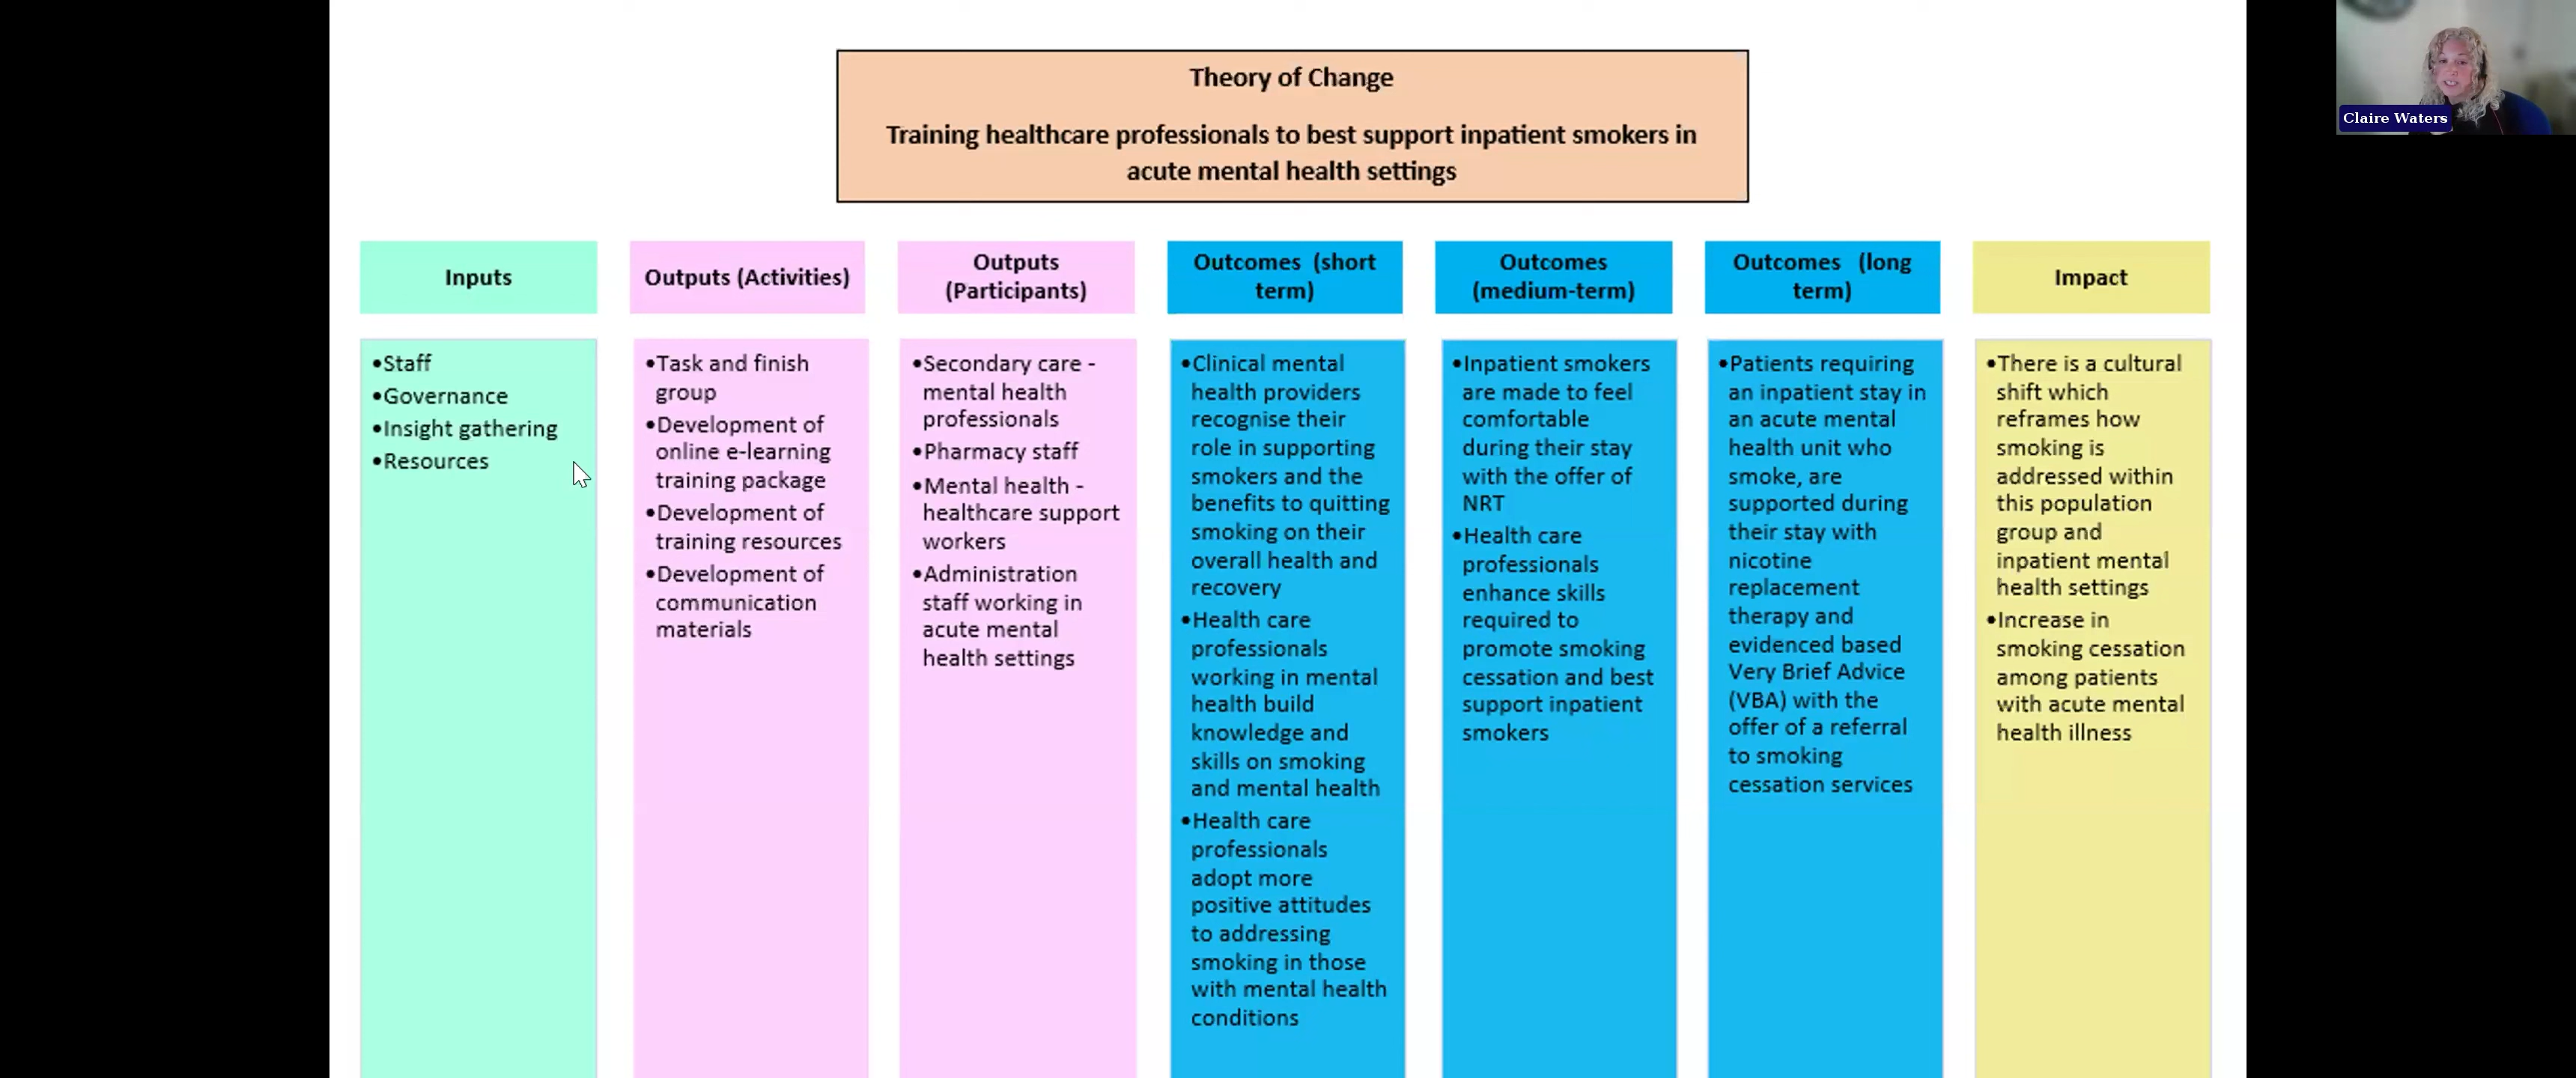 Theory of Change
Training healthcare professionals to best support inpatient smokers in
acute mental health settings
Claire Waters
Inputs
Outputs (Activities)
Outputs
(Participants)
Outcomes (short
term)
Outcomes
(medium-term)
Outcomes (long
term)
Impact
•Staff
•Governance
•Insight gathering
•Resources
•Task and finish
group
•Development of
online e-learning
training package
•Development of
training resources
•Development of
communication
materials
•Secondary care -
mental health
professionals
•Pharmacy staff
•Mental health -
healthcare support
workers
•Administration
staff working in
acute mental
health settings
•Clinical mental
health providers
recognise their
role in supporting
smokers and the
benefits to quitting
smoking on their
overall health and
recovery
•Health care
professionals
working in mental
health build
knowledge and
skills on smoking
and mental health
•Health care
professionals
adopt more
positive attitudes
to addressing
smoking in those
with mental health
conditions
•Inpatient smokers
are made to feel
comfortable
during their stay
with the offer of
NRT
•Health care
professionals
enhance skills
required to
promote smoking
cessation and best
support inpatient
smokers
•Patients requiring
an inpatient stay in
an acute mental
health unit who
smoke, are
supported during
their stay with
nicotine
replacement
therapy and
evidenced based
Very Brief Advice
(VBA) with the
offer of a referral
to smoking
cessation services
•There is a cultural
shift which
reframes how
smoking is
addressed within
this population
group and
inpatient mental
health settings
•Increase in
smoking cessation
among patients
with acute mental
health illness